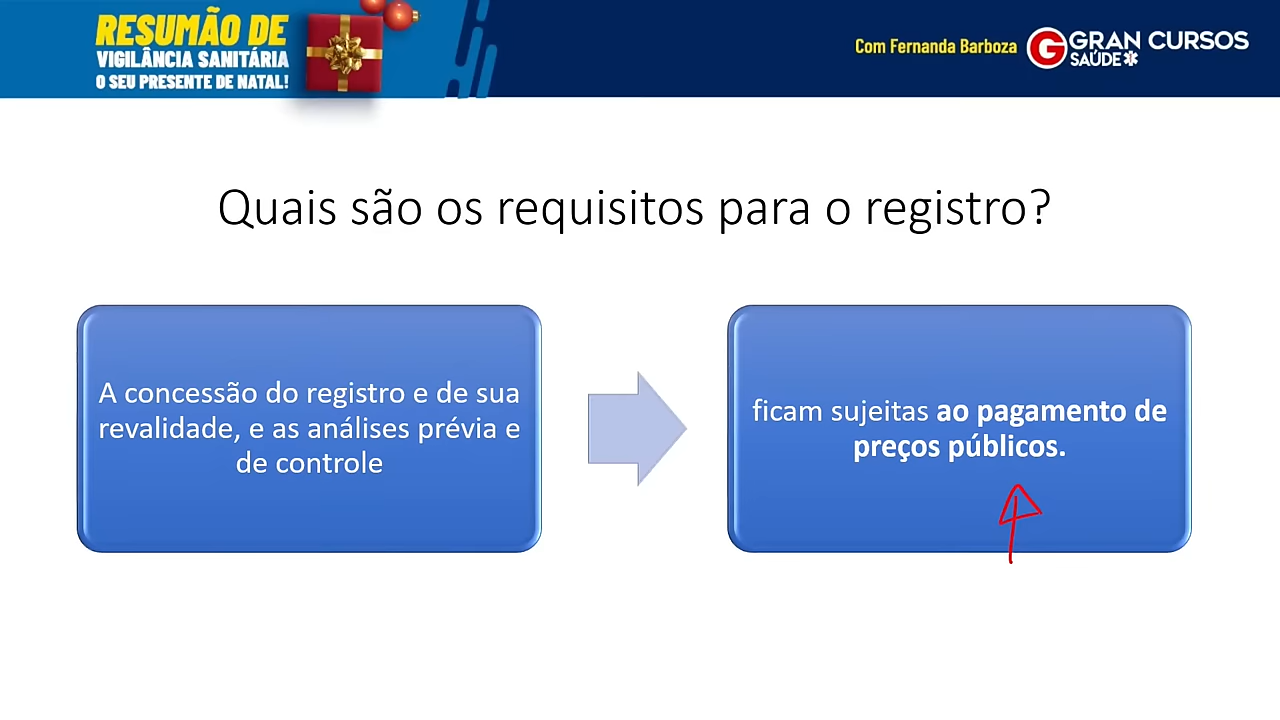 RESUMÃO DE
VIGILÂNCIA SANITÁRIA
O SEU PRESENTE DE NATAL!
Com Fernanda Barboza
G GRAN CURSOS
SAÚDE
Quais são os requisitos para o registro?
A concessão do registro e de sua
revalidade, e as análises prévia e
de controle
ficam sujeitas ao pagamento de
preços públicos.